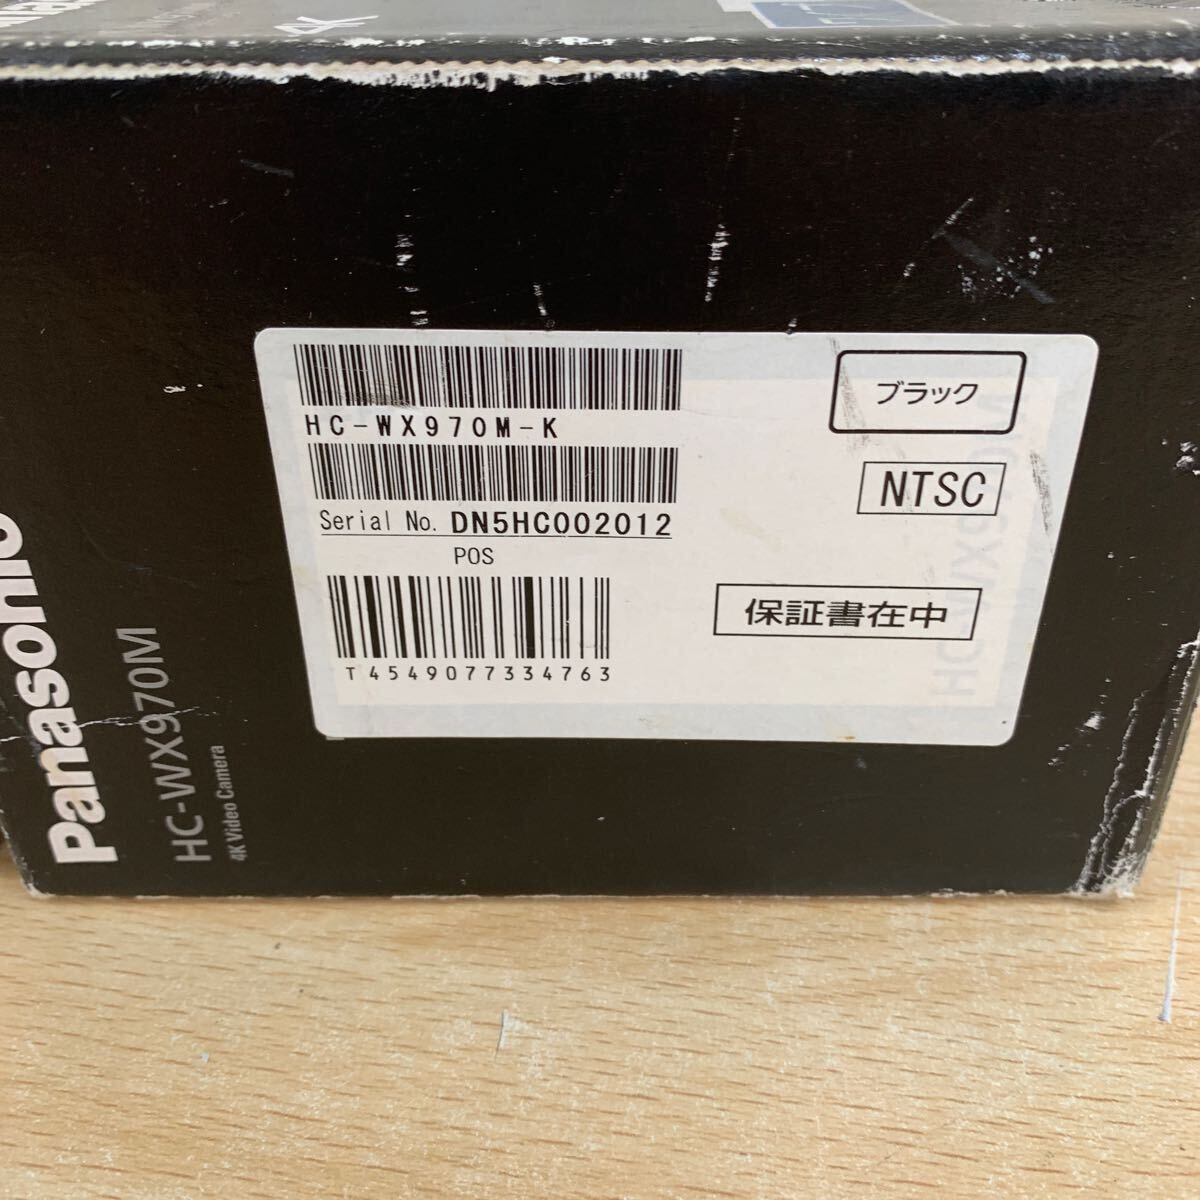 4K
HC-WX970M-K
Serial No. DN5HC002012
POS
T4549077334763
ブラック
NTSC
保証書在中
Panasonic
HC-WX970M
4K Video Camera